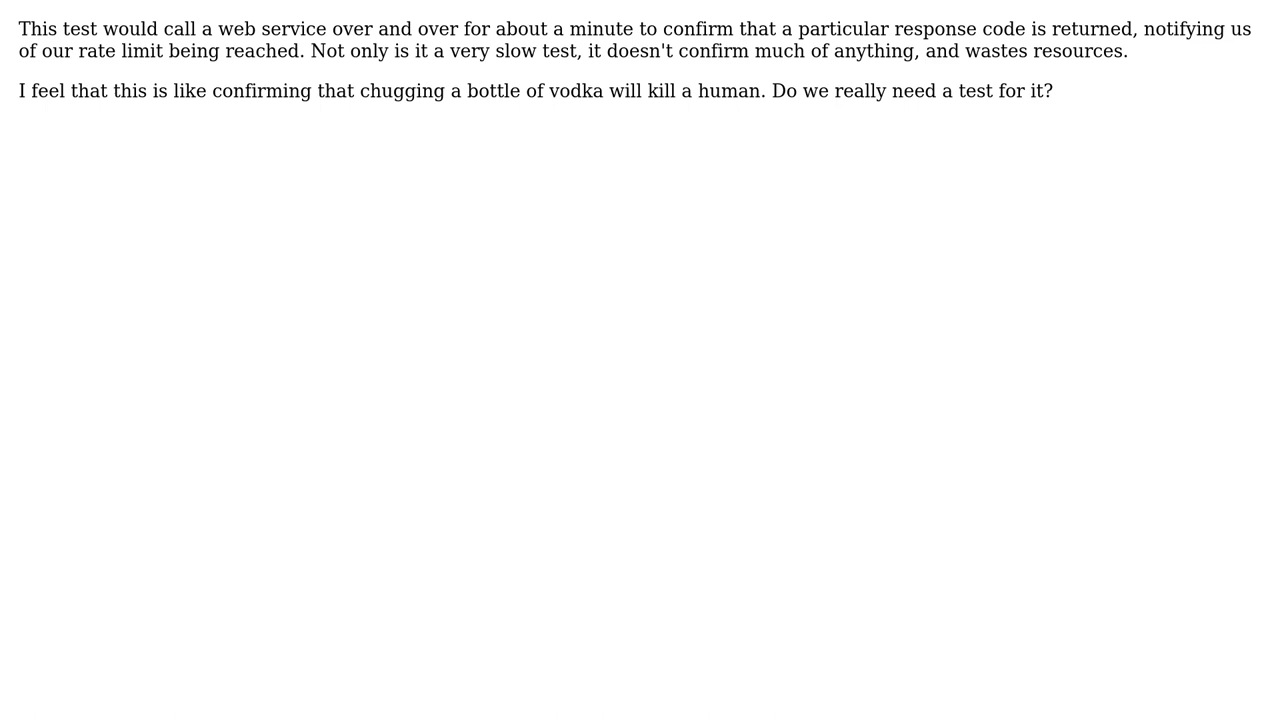 This test would call a web service over and over for about a minute to confirm that a particular response code is returned, notifying us
of our rate limit being reached. Not only is it a very slow test, it doesn't confirm much of anything, and wastes resources.
I feel that this is like confirming that chugging a bottle of vodka will kill a human. Do we really need a test for it?